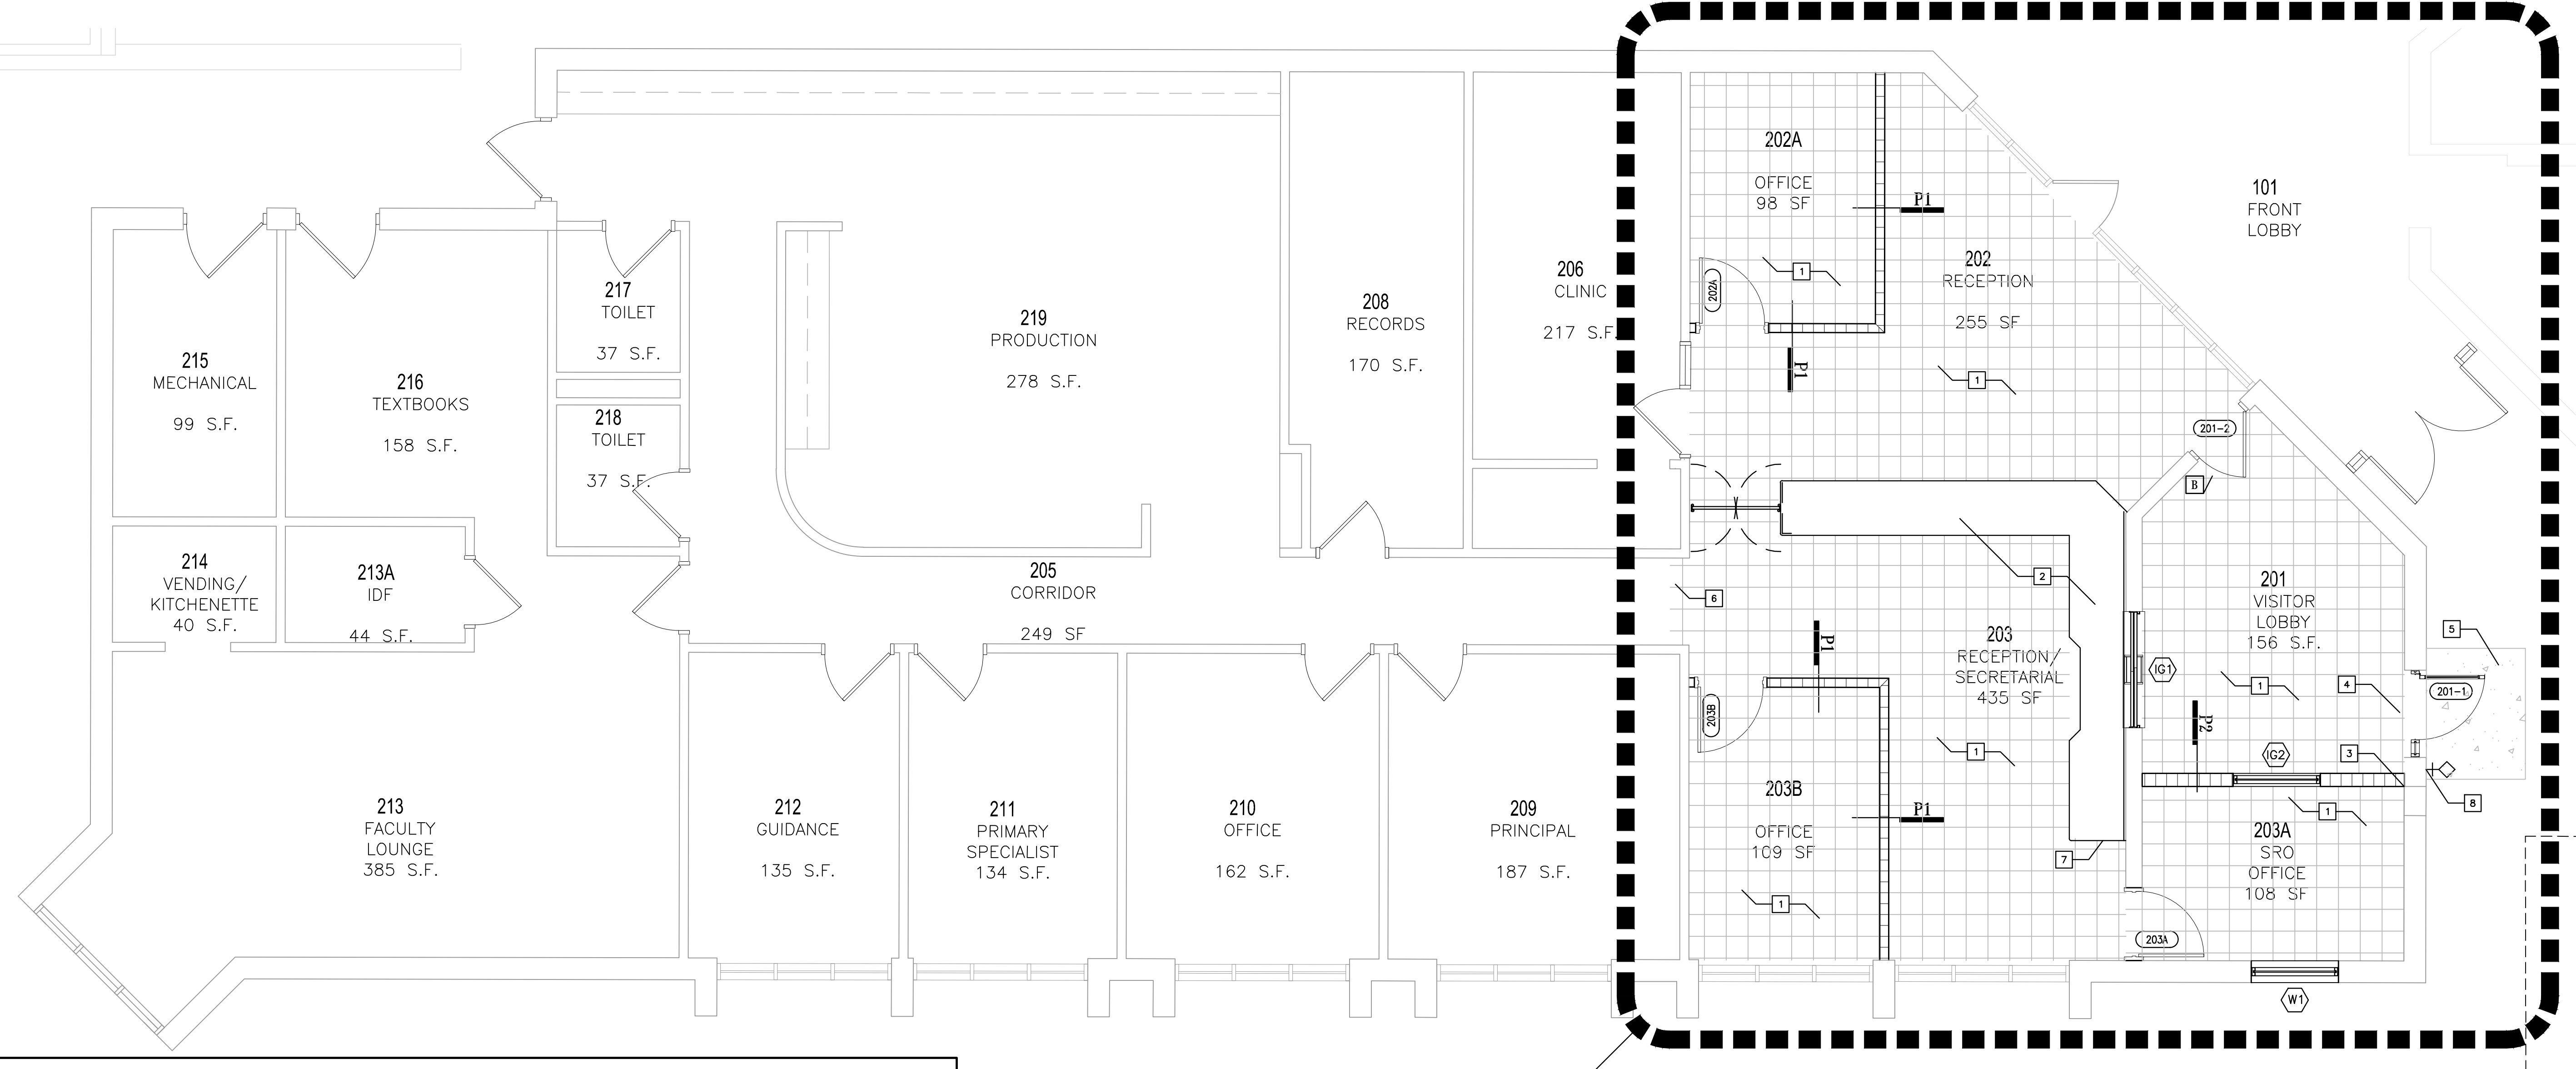 215
MECHANICAL
99 S.F.
216
TEXTBOOKS
158 S.F.
217
TOILET
37 S.F.
218
TOILET
37 S.F.
214
VENDING/
KITCHENETTE
40 S.F.
213A
IDF
44 S.F.
213
FACULTY
LOUNGE
385 S.F.
219
PRODUCTION
278 S.F.
205
CORRIDOR
249 SF
212
GUIDANCE
135 S.F.
211
PRIMARY
SPECIALIST
134 S.F.
210
OFFICE
162 S.F.
209
PRINCIPAL
187 S.F.
208
RECORDS
170 S.F.
206
CLINIC
217 S.F.
202A
OFFICE
98 SF
P1
1
202A
P1
202
RECEPTION
255 SF
1
101
FRONT
LOBBY
201-2
B
2
6
P1
203
RECEPTION/
SECRETARIAL
435 SF
1
203B
203B
OFFICE
109 SF
P1
1
7
201
VISITOR
LOBBY
156 S.F.
IG1
1
4
5
201-1
P2
IG2
3
8
1
203A
SRO
OFFICE
108 SF
203A
W1